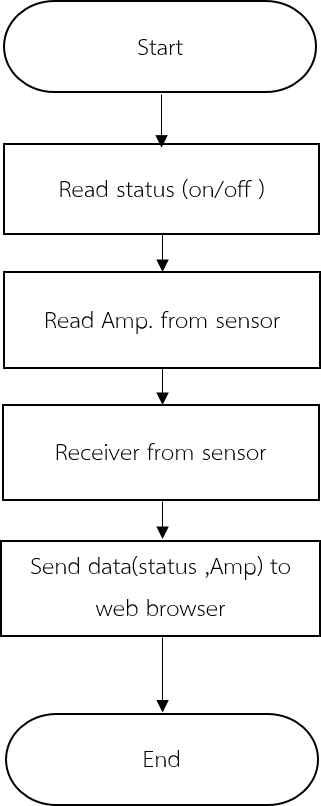 Start
Read status (on/off )
Read Amp. from sensor
Receiver from sensor
Send data(status ,Amp) to
web browser
End